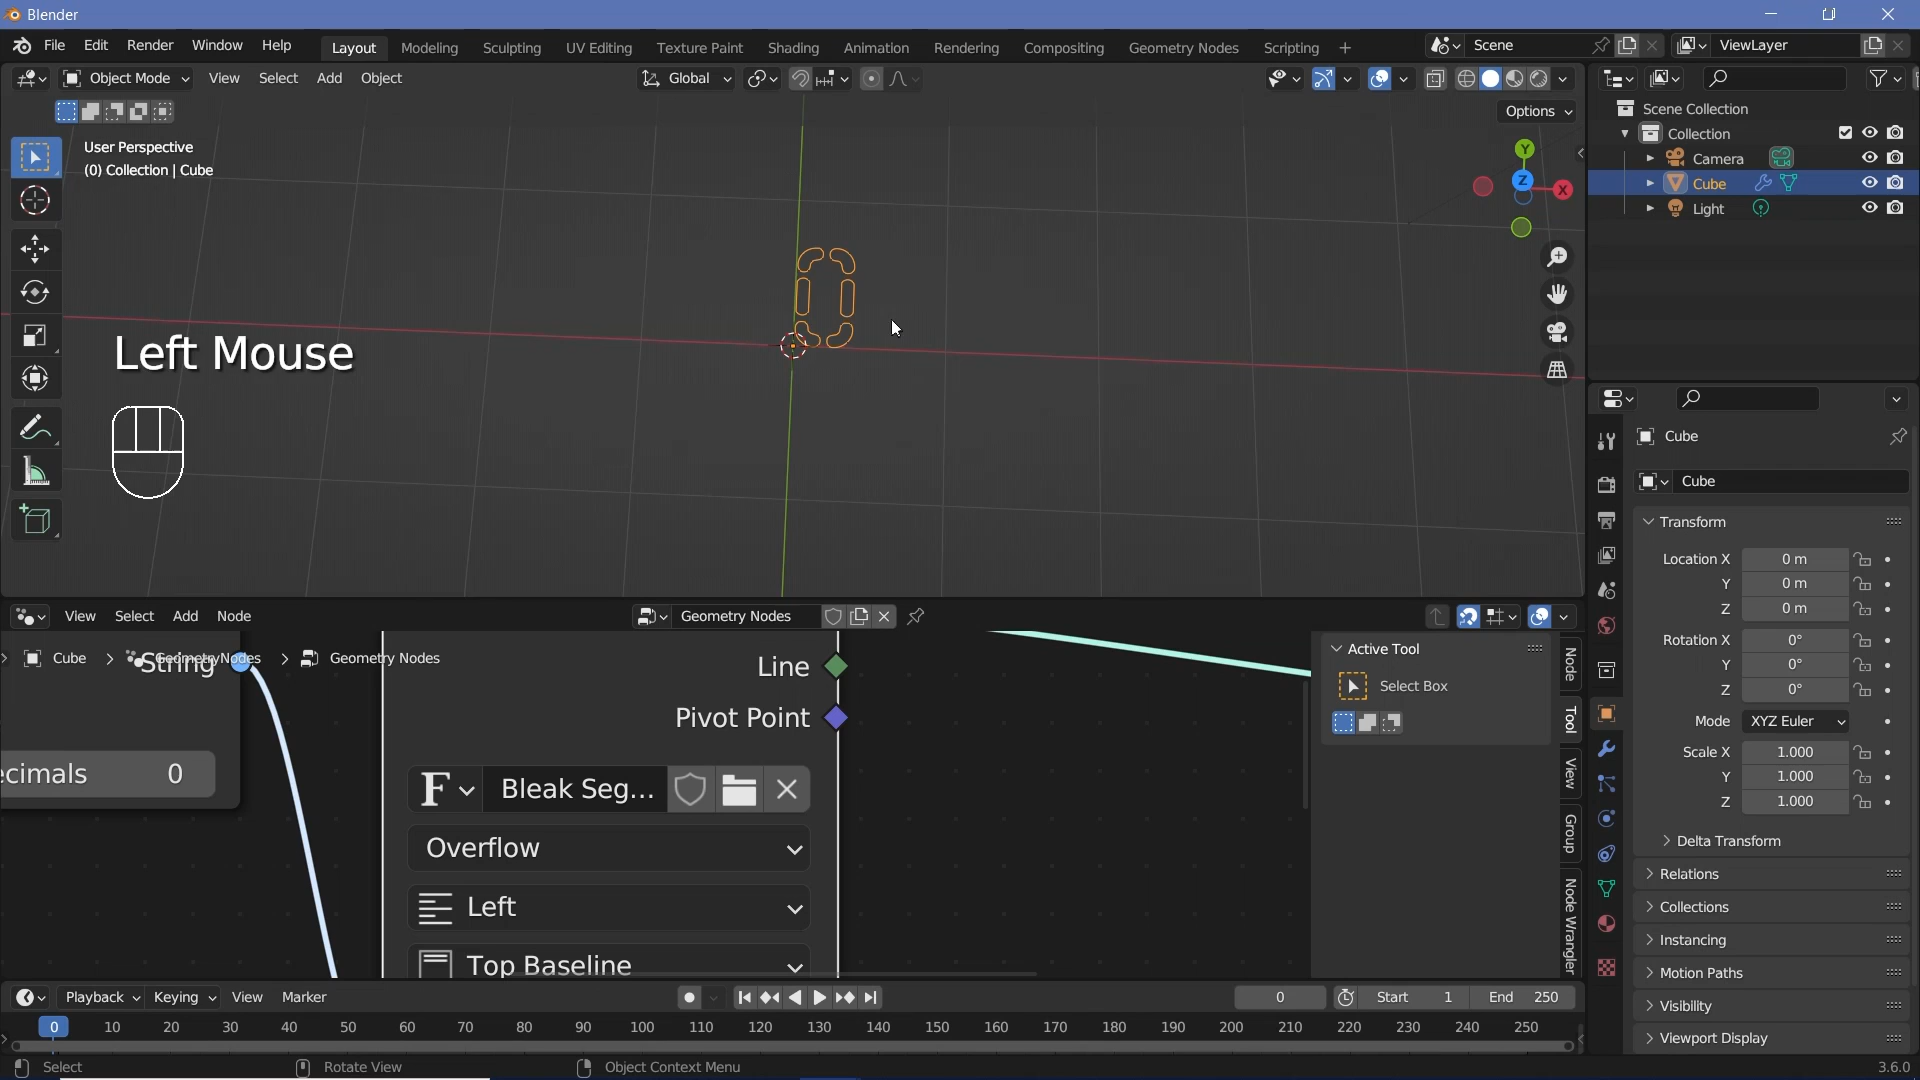 Blender
File Edit Render Window Help Layout Modeling Sculpting UV Editing Texture Paint Shading Animation Rendering Compositing Geometry Nodes Scripting Scene ViewLayer
Object Mode View Select Add Object Global
Options
User Perspective
(0) Collection | Cube
Y
Z
X
Left Mouse
Scene Collection
Collection
Camera
Cube
Light
Cube
Cube
Transform
Location X 0 m
Y 0 m
Z 0 m
Rotation X 0°
Y 0°
Z 0°
Mode XYZ Euler
Scale X 1.000
Y 1.000
Z 1.000
Delta Transform
Relations
Collections
Instancing
Motion Paths
Visibility
Viewport Display
View Select Add Node Geometry Nodes
Cube GeometryNodes Geometry Nodes
String
ecimals 0
Line
Pivot Point
F Bleak Seg...
Overflow
Left
Top Baseline
Active Tool
Select Box
Node
Tool
View
Group
Node Wrangler
Playback Keying View Marker 0 Start 1 End 250
0 10 20 30 40 50 60 70 80 90 100 110 120 130 140 150 160 170 180 190 200 210 220 230 240 250
Select Rotate View Object Context Menu 3.6.0